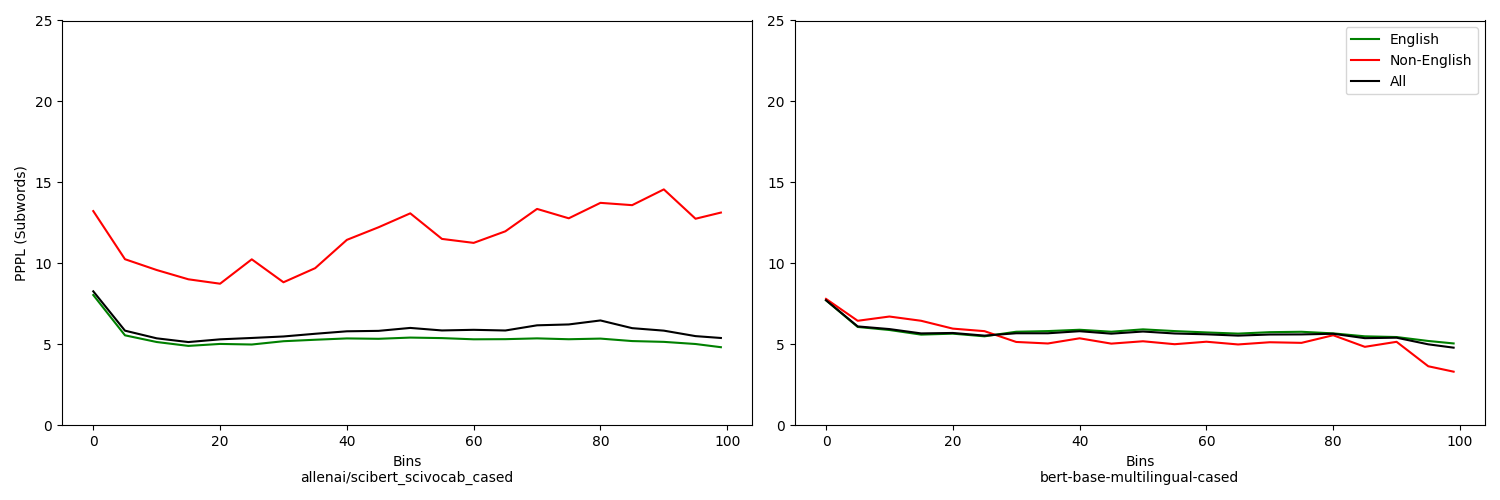 25
20
15
10
5
0
PPPL (Subwords)
0 20 40 60 80 100
Bins
allenai/scibert_scivocab_cased
25
20
15
10
5
0
English
Non-English
All
0 20 40 60 80 100
Bins
bert-base-multilingual-cased